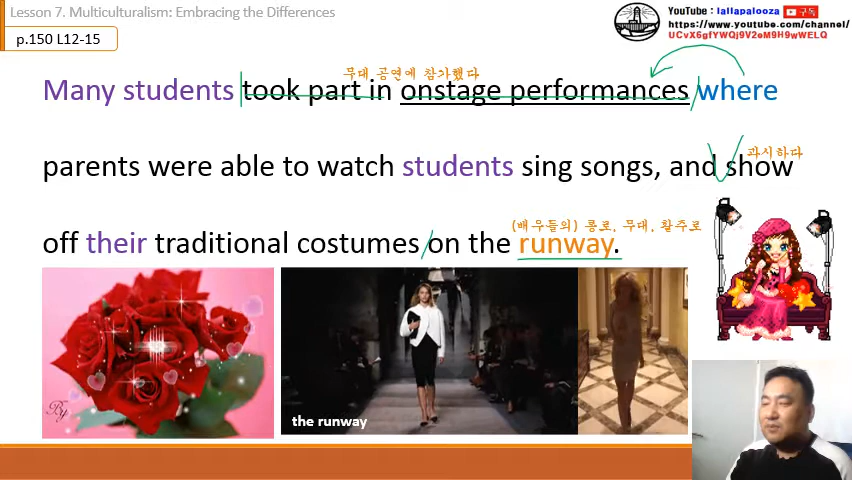 Lesson 7. Multiculturalism: Embracing the Differences
p.150 L12-15
YouTube : lallapalooza 구독
https://www.youtube.com/channel/
UCvX6gfYWQj9V2eM9H9wWELQ
무대 공연에 참가했다
Many students took part in onstage performances where
과시하다
parents were able to watch students sing songs, and show
(배우들의) 통로, 무대, 활주로
off their traditional costumes on the runway.
By
the runway